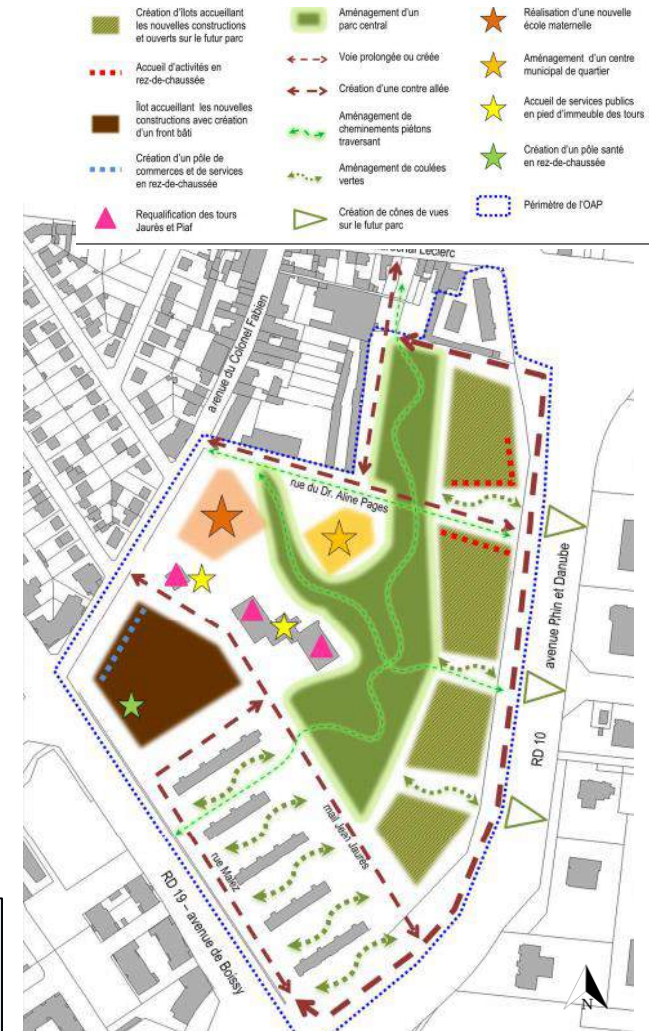 Création d'îlots accueillant
les nouvelles constructions
et ouverts sur le futur parc
Accueil d'activités en
rez-de-chaussée
Îlot accueillant les nouvelles
constructions avec création
d'un front bâti
Création d'un pôle de
commerces et de services
en rez-de-chaussée
Requalification des tours
Jaurès et Piaf
Aménagement d'un
parc central
Voie prolongée ou créée
Création d'une contre allée
Aménagement de
cheminements piétons
traversant
Aménagement de coulées
vertes
Création de cônes de vues
sur le futur parc
Réalisation d'une nouvelle
école maternelle
Aménagement d'un centre
municipal de quartier
Accueil de services publics
en pied d'immeuble des tours
Création d'un pôle santé
en rez-de-chaussée
Périmètre de l'OAP
Leclerc
avenue du Colonel Fabien
rue du Dr. Aline Pages
avenue Rhin et Danube
RD 10
mail Jean Jaurès
rue Malez
RD 19 – avenue de Boissy
N